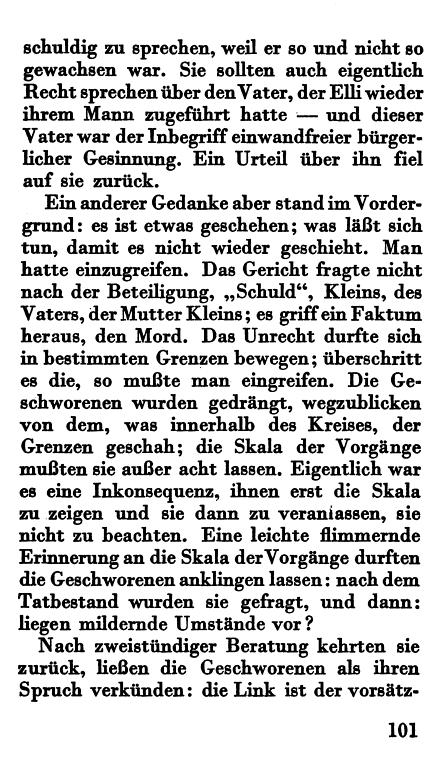 schuldig zu sprechen, weil er so und nicht so
gewachsen war. Sie sollten auch eigentlich
Recht sprechen über den Vater, der Elli wieder
ihrem Mann zugeführt hatte — und dieser
Vater war der Inbegriff einwandfreier bürger-
licher Gesinnung. Ein Urteil über ihn fiel
auf sie zurück.
Ein anderer Gedanke aber stand im Vorder-
grund: es ist etwas geschehen; was läßt sich
tun, damit es nicht wieder geschieht. Man
hatte einzugreifen. Das Gericht fragte nicht
nach der Beteiligung, „Schuld“, Kleins, des
Vaters, der Mutter Kleins; es griff ein Faktum
heraus, den Mord. Das Unrecht durfte sich
in bestimmten Grenzen bewegen; überschritt
es die, so mußte man eingreifen. Die Ge-
schworenen wurden gedrängt, wegzublicken
von dem, was innerhalb des Kreises, der
Grenzen geschah; die Skala der Vorgänge
mußten sie außer acht lassen. Eigentlich war
es eine Inkonsequenz, ihnen erst die Skala
zu zeigen und sie dann zu veranlassen, sie
nicht zu beachten. Eine leichte flimmernde
Erinnerung an die Skala der Vorgänge durften
die Geschworenen anklingen lassen: nach dem
Tatbestand wurden sie gefragt, und dann:
liegen mildernde Umstände vor?
Nach zweistündiger Beratung kehrten sie
zurück, ließen die Geschworenen als ihren
Spruch verkünden: die Link ist der vorsätz-
101